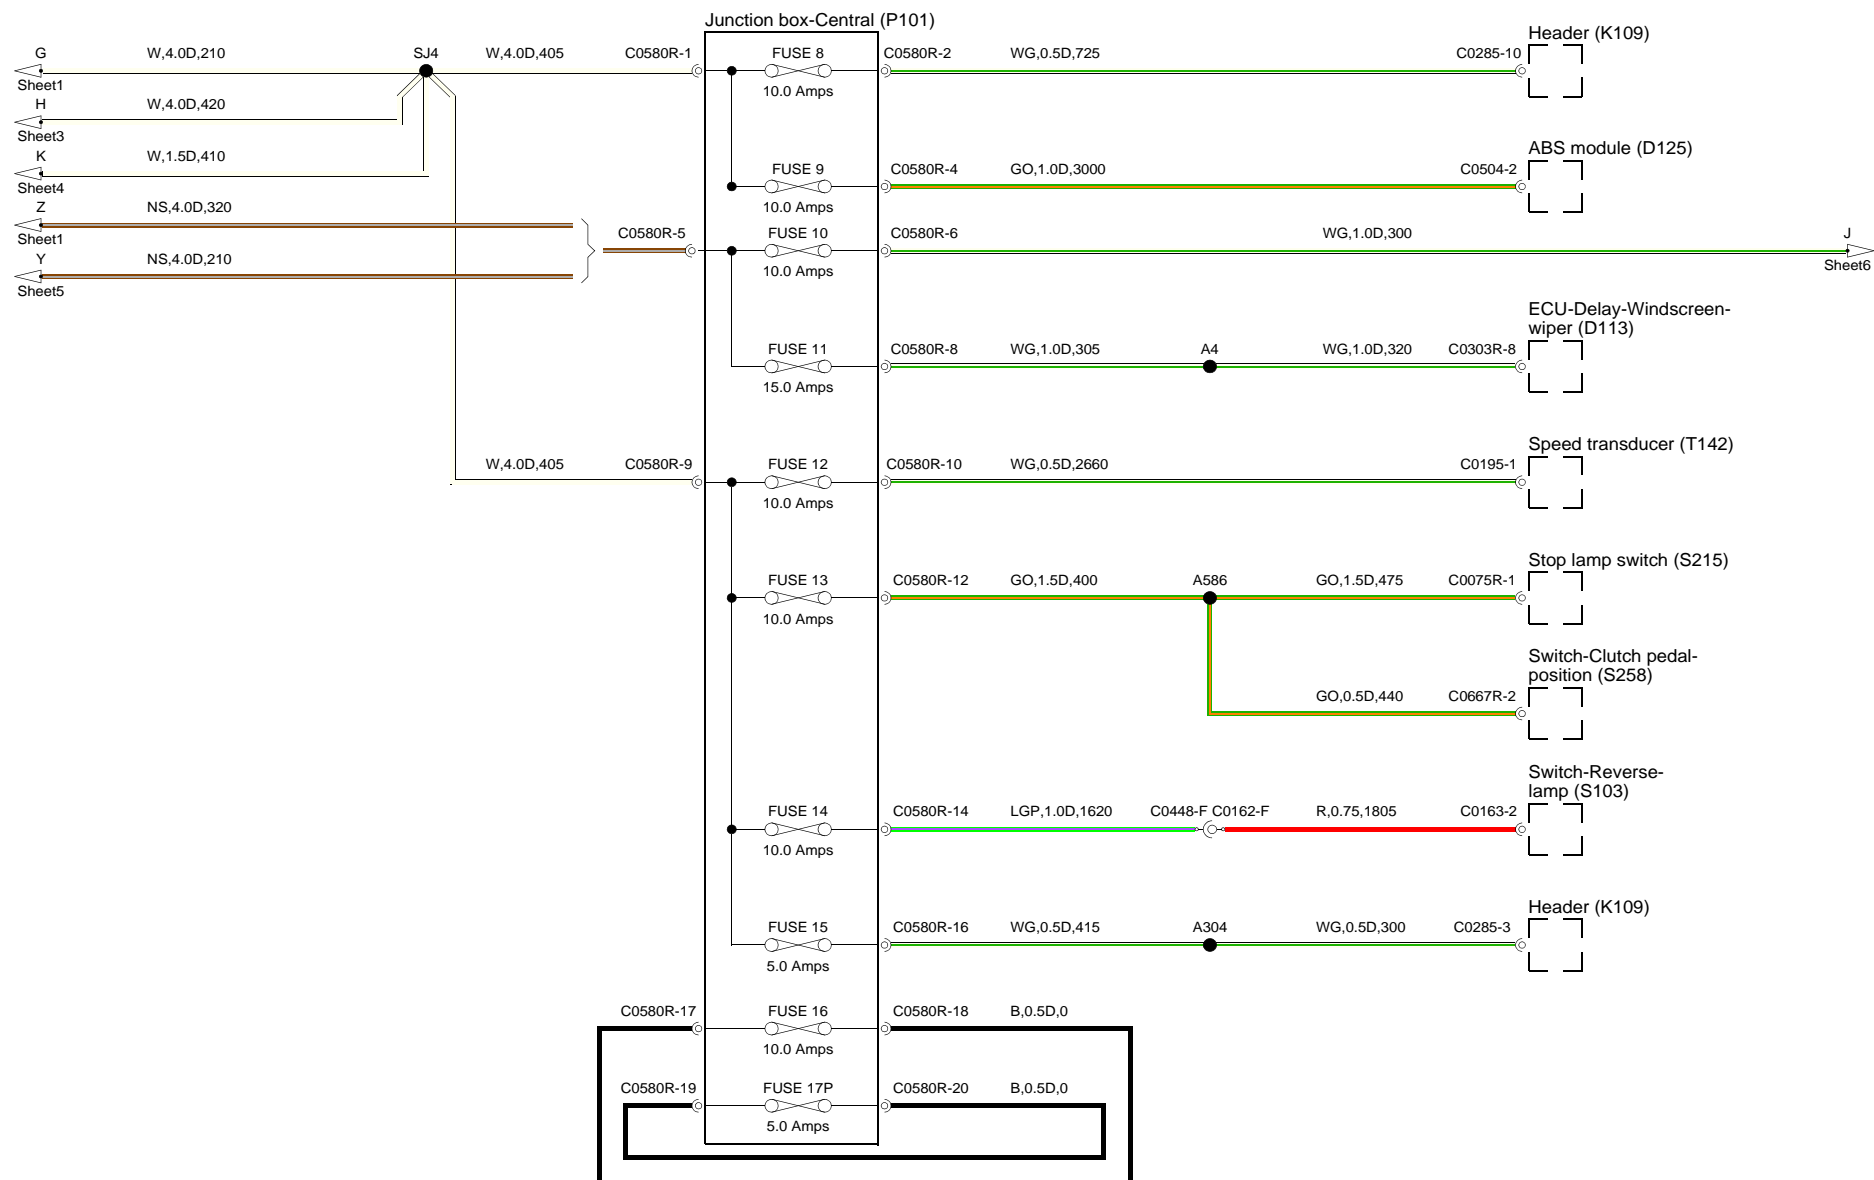 Junction box-Central (P101)
G W,4.0D,210 SJ4 W,4.0D,405 C0580R-1 FUSE 8 C0580R-2 WG,0.5D,725 C0285-10 Header (K109)
Sheet1 10.0 Amps
H W,4.0D,420
Sheet3
K W,1.5D,410
Sheet4
FUSE 9 C0580R-4 GO,1.0D,3000 C0504-2 ABS module (D125)
10.0 Amps
Z NS,4.0D,320
Sheet1
Y NS,4.0D,210
Sheet5
C0580R-5 FUSE 10 C0580R-6 WG,1.0D,300 J
10.0 Amps Sheet6
ECU-Delay-Windscreen-
wiper (D113)
FUSE 11 C0580R-8 WG,1.0D,305 A4 WG,1.0D,320 C0303R-8
15.0 Amps
Speed transducer (T142)
W,4.0D,405 C0580R-9 FUSE 12 C0580R-10 WG,0.5D,2660 C0195-1
10.0 Amps
Stop lamp switch (S215)
FUSE 13 C0580R-12 GO,1.5D,400 A586 GO,1.5D,475 C0075R-1
10.0 Amps
Switch-Clutch pedal-
position (S258)
GO,0.5D,440 C0667R-2
Switch-Reverse-
lamp (S103)
FUSE 14 C0580R-14 LGP,1.0D,1620 C0448-F C0162-F R,0.75,1805 C0163-2
10.0 Amps
Header (K109)
FUSE 15 C0580R-16 WG,0.5D,415 A304 WG,0.5D,300 C0285-3
5.0 Amps
C0580R-17 FUSE 16 C0580R-18 B,0.5D,0
10.0 Amps
C0580R-19 FUSE 17P C0580R-20 B,0.5D,0
5.0 Amps